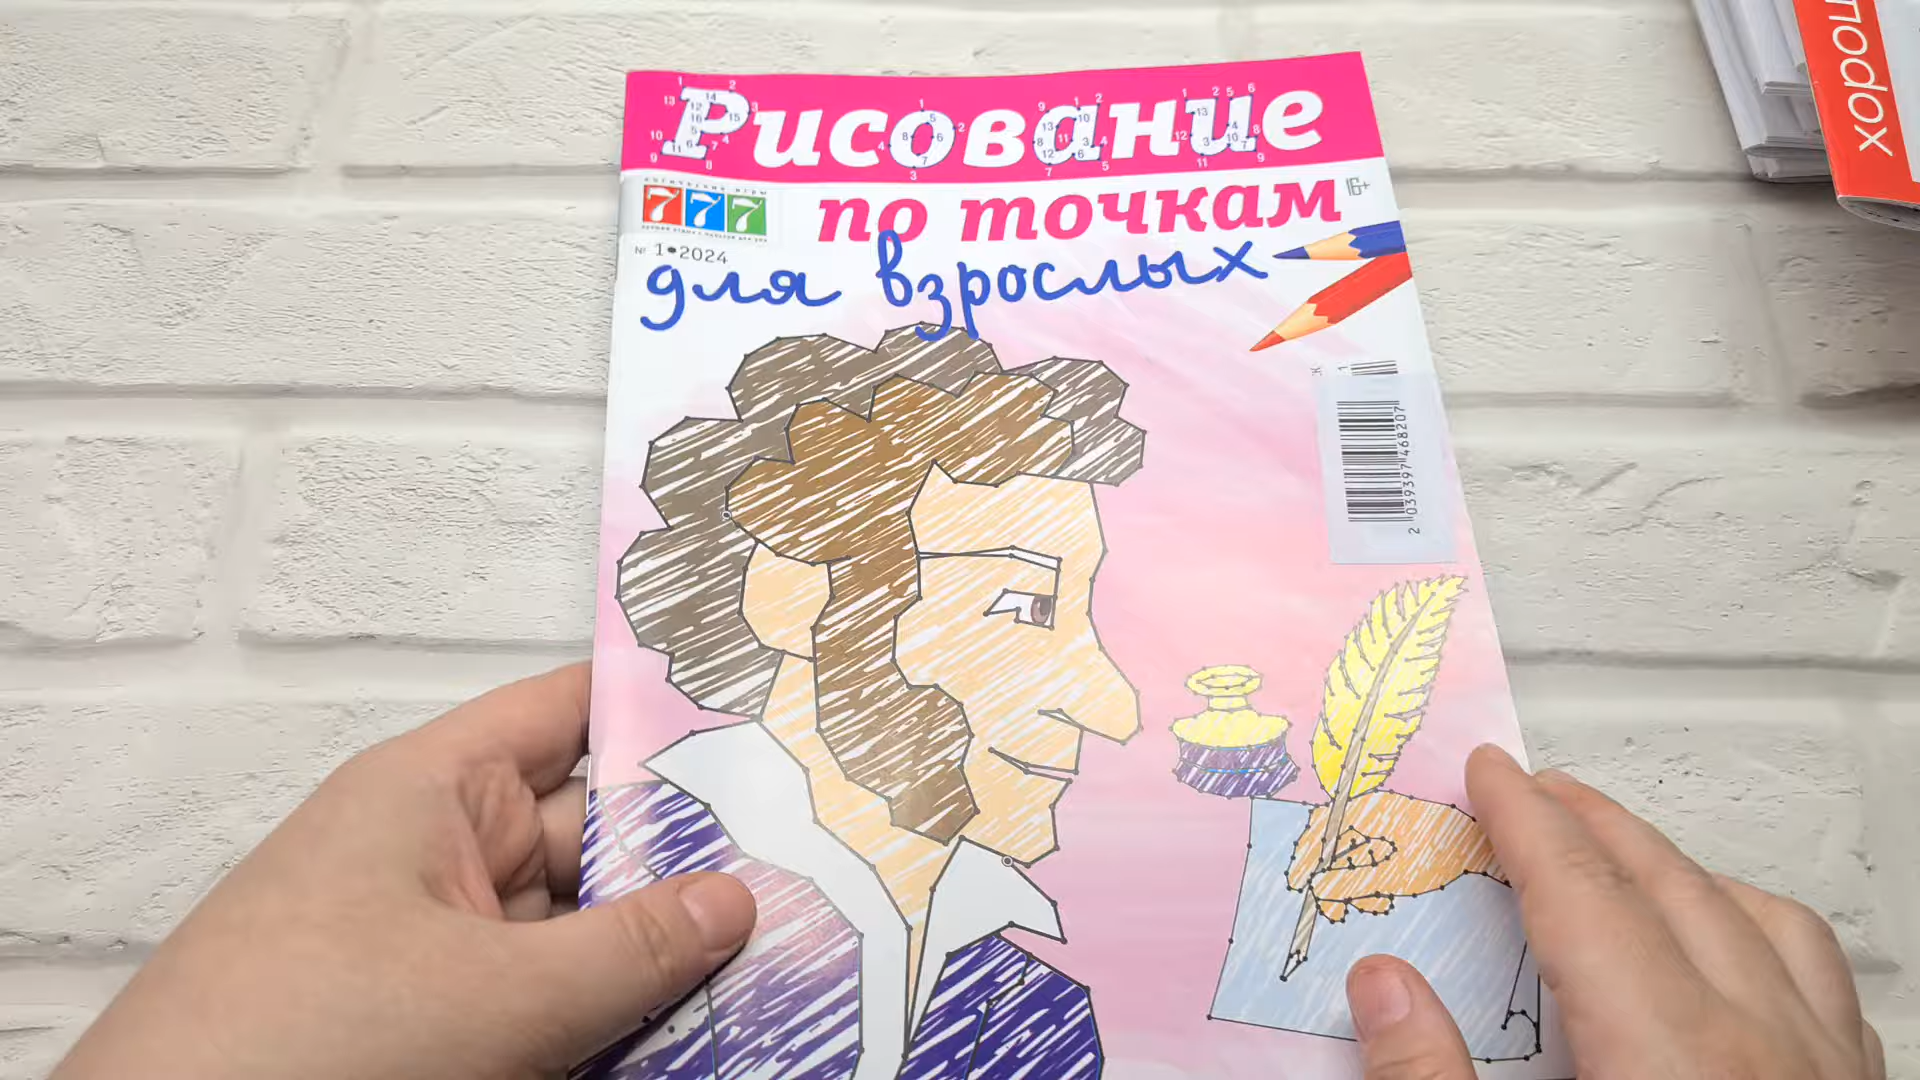 Рисование
по точкам
16+
777
№ 1•2024
для взрослых
2 039397 468207